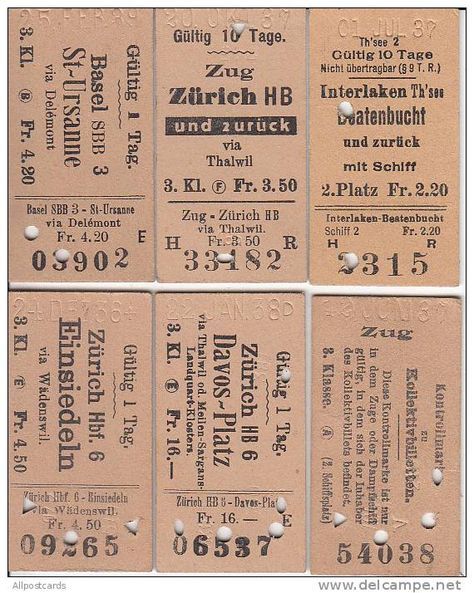 25. FEB 39
Gültig 1 Tag.
Basel SBB 3
St-Ursanne
via Delémont
3. Kl. Ⓑ Fr. 4.20
Basel SBB 3 - St-Ursanne
via Delémont
Fr. 4.20 E
03902
37
Gültig 10 Tage.
Zug
Zürich HB
und zurück
via
Thalwil
3. Kl. Ⓕ Fr. 3.50
Zug - Zürich HB
via Thalwil.
H Fr. 3.50 R
33182
01 JUL 37
Th'see 2
Gültig 10 Tage
Nicht übertragbar (§ 9 T. R.)
Interlaken Th'see
Beatenbucht
und zurück
mit Schiff
2. Platz Fr. 2.20
Interlaken-Beatenbucht
Schiff 2 Fr. 2.20
H R
2315
Gültig 1 Tag.
Zürich Hbf. 6
Einsiedeln
via Wädenswil.
3. Kl. Fr. 4.50
Zürich Hbf. 6 - Einsiedeln
via Wädenswil.
Fr. 4.50
09265
22 JAN. 38
Gültig 1 Tag.
Zürich HB 6
Davos-Platz
via Thalwil od. Meilen-Sargans-
Landquart-Klosters.
3. Kl. Ⓔ Fr. 16.—
Zürich HB 6 - Davos-Platz
Fr. 16.— E
06537
37
Zug
Kontrollmarke
zu
Kollektivbilletten.
Diese Kontrollmarke ist nur
in dem Zuge oder Dampfschiff
gültig, in dem sich der Inhaber
des Kollektivbillets befindet.
3. Klasse. Ⓐ (2. Schiffsplatz)
54038
Allpostcards
www.delcampe.net